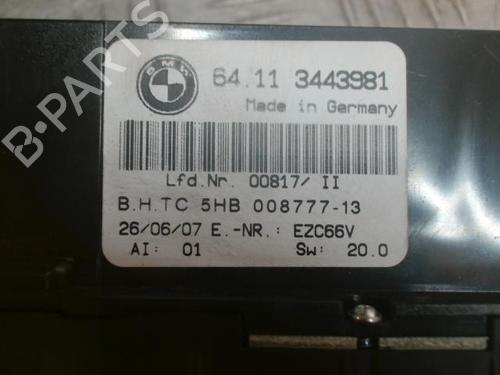 BMW
64.11 3443981
Made in Germany
Lfd.Nr. 00817/ II
B.H.TC 5HB 008777-13
26/06/07 E.-NR.: EZC66V
AI: 01 Sw: 20.0